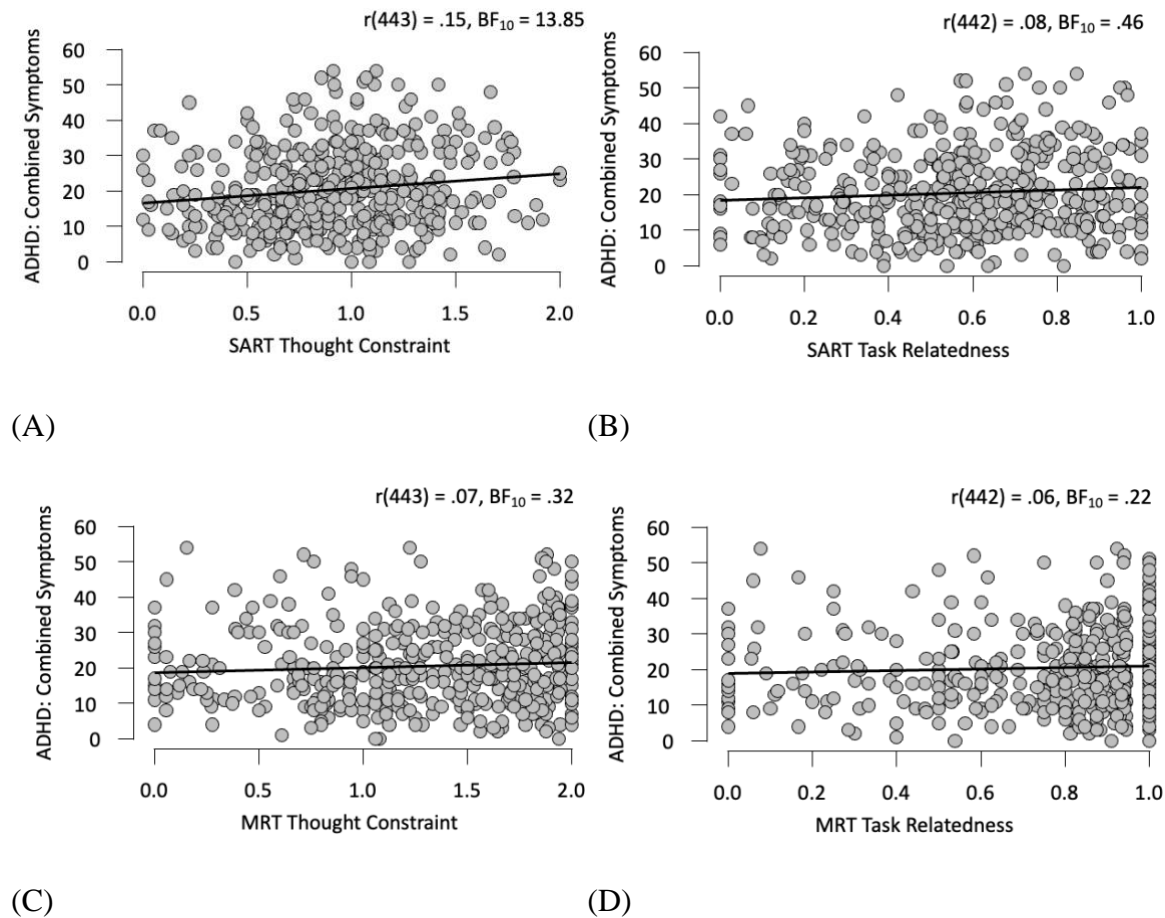 r(443) = .15, BF10 = 13.85
ADHD: Combined Symptoms
60
50
40
30
20
10
0
0.0 0.5 1.0 1.5 2.0
SART Thought Constraint
(A)
r(442) = .08, BF10 = .46
ADHD: Combined Symptoms
60
50
40
30
20
10
0
0.0 0.2 0.4 0.6 0.8 1.0
SART Task Relatedness
(B)
r(443) = .07, BF10 = .32
ADHD: Combined Symptoms
60
50
40
30
20
10
0
0.0 0.5 1.0 1.5 2.0
MRT Thought Constraint
(C)
r(442) = .06, BF10 = .22
ADHD: Combined Symptoms
60
50
40
30
20
10
0
0.0 0.2 0.4 0.6 0.8 1.0
MRT Task Relatedness
(D)